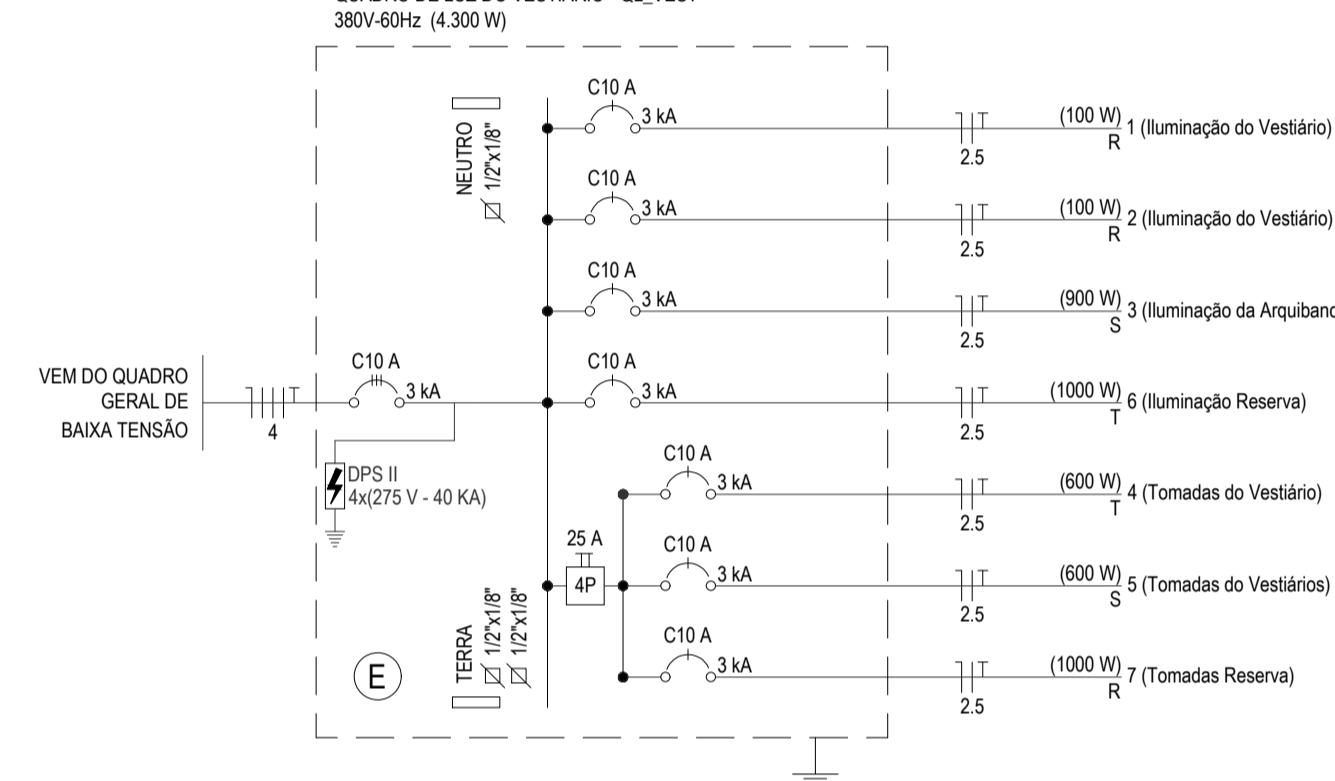 380V-60Hz (4.300 W)
C10 A
3 kA
(100 W)
R
1 (Iluminação do Vestiário)
2.5
NEUTRO
1/2"x1/8"
C10 A
3 kA
(100 W)
R
2 (Iluminação do Vestiário)
2.5
C10 A
3 kA
(900 W)
S
3 (Iluminação da
2.5
VEM DO QUADRO
GERAL DE
BAIXA TENSÃO
T
4
C10 A
3 kA
C10 A
3 kA
(1000 W)
T
6 (Iluminação Reserva)
2.5
DPS II
4x(275 V - 40 KA)
C10 A
3 kA
(600 W)
T
4 (Tomadas do Vestiário)
2.5
25 A
4P
C10 A
3 kA
(600 W)
S
5 (Tomadas do Vestiários)
2.5
TERRA
1/2"x1/8"
1/2"x1/8"
E
C10 A
3 kA
(1000 W)
R
7 (Tomadas Reserva)
2.5